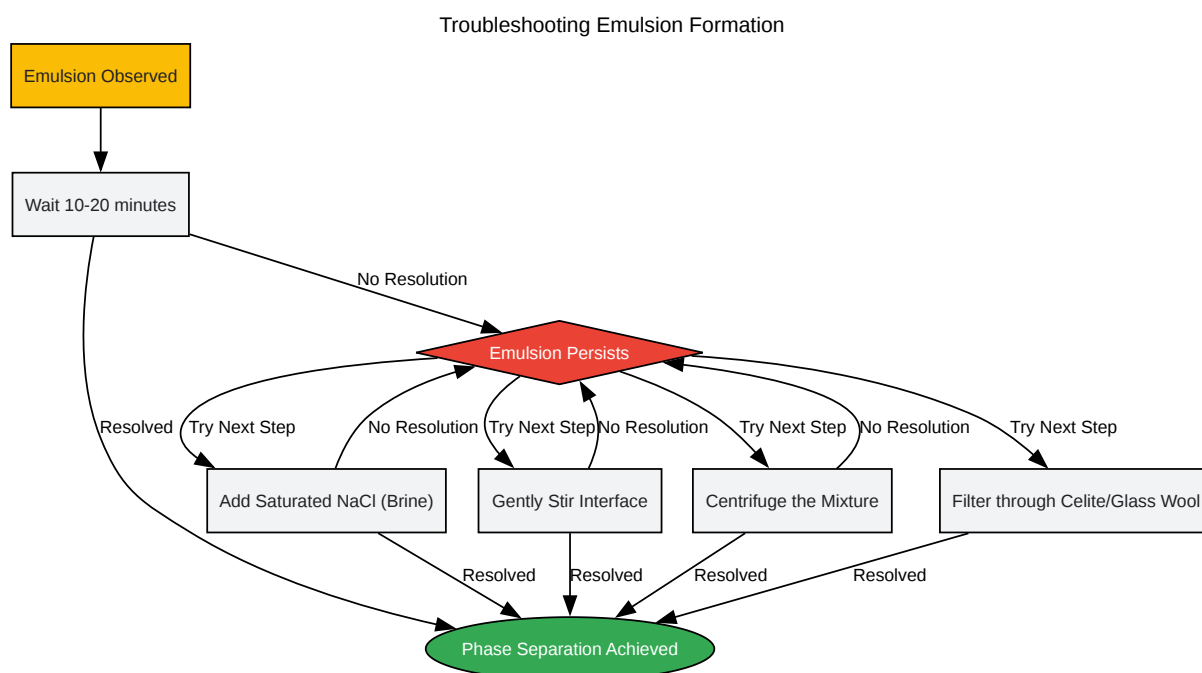 Troubleshooting Emulsion Formation
Emulsion Observed
Wait 10-20 minutes
No Resolution
Emulsion Persists
Resolved
Try Next Step
No Resolution
Try Next Step
No Resolution
Try Next Step
No Resolution
Try Next Step
Add Saturated NaCl (Brine)
Gently Stir Interface
Centrifuge the Mixture
Filter through Celite/Glass Wool
Resolved
Resolved
Resolved
Resolved
Phase Separation Achieved